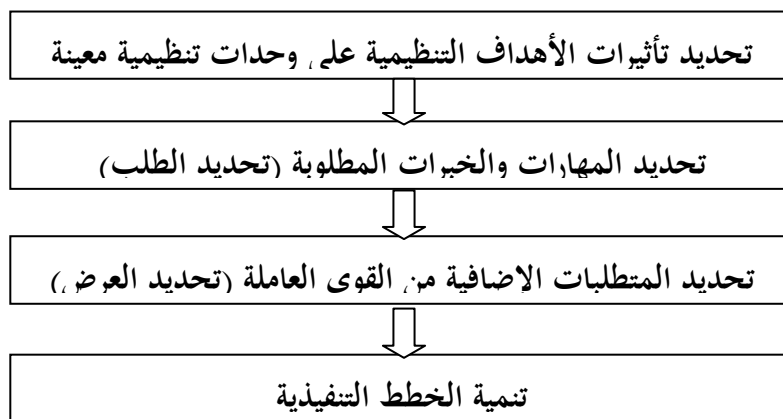 تحديد تأثيرات الأهداف التنظيمية على وحدات تنظيمية معينة
تحديد المهارات والخبرات المطلوبة (تحديد الطلب)
تحديد المتطلبات الإضافية من القوى العاملة (تحديد العرض)
تنمية الخطط التنفيذية